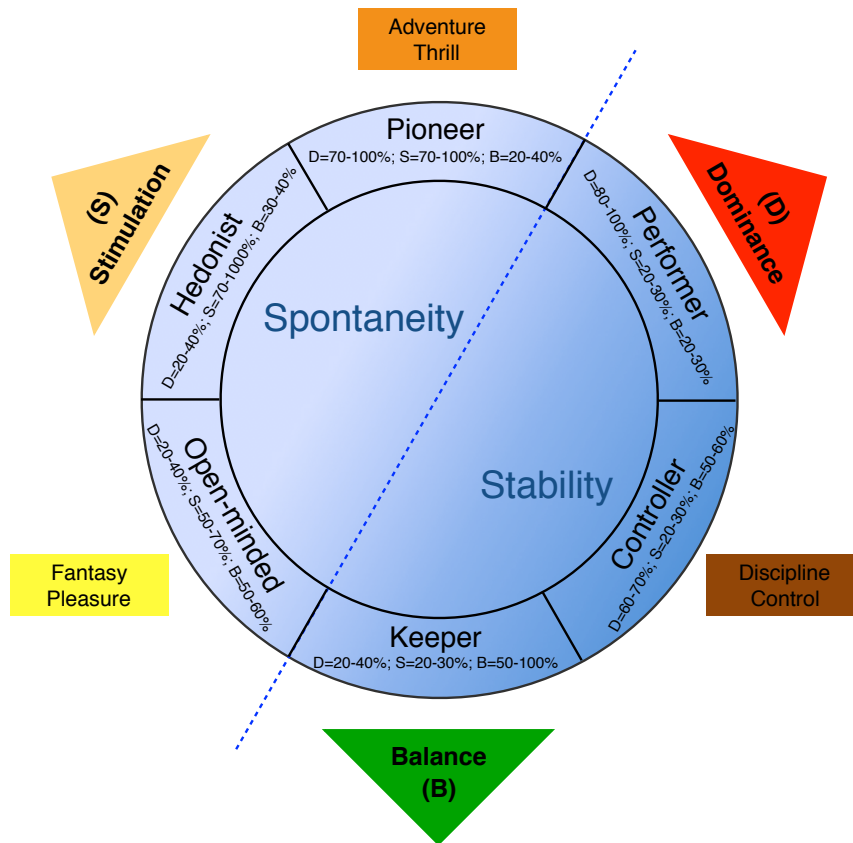 Adventure
Thrill
Pioneer
D=70-100%; S=70-100%; B=20-40%
(S)
Stimulation
(D)
Dominance
Hedonist
D=20-40%; S=70-1000%; B=30-40%
Performer
D=80-100%; S=20-30%; B=20-30%
Spontaneity
Stability
Open-minded
D=20-40%; S=50-70%; B=50-60%
Controller
D=60-70%; S=20-30%; B=50-60%
Fantasy
Pleasure
Discipline
Control
Keeper
D=20-40%; S=20-30%; B=50-100%
Balance
(B)